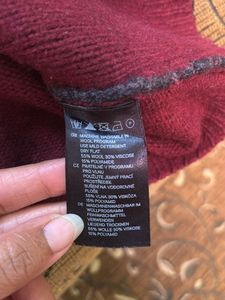 GB MACHINE WASHABLE IN
WOOL PROGRAM
USE MILD DETERGENT
DRY FLAT
55% WOOL 30% VISCOSE
15% POLYAMIDE
CZ PRATELNÉ V PROGRAMU
PRO VLNU
POUŽIJTE JEMNÝ PRACÍ
PROSTŘEDEK
SUŠENÍ NA VODOROVNÉ
PLOŠE
55% VLNA 30% VISKÓZA
15% POLYAMID
DE MASCHINENWASCHBAR IM
WOLLPROGRAMM
FEINWASCHMITTEL
VERWENDEN
LIEGEND TROCKNEN
55% WOLLE 30% VISKOSE
15% POLYAMID